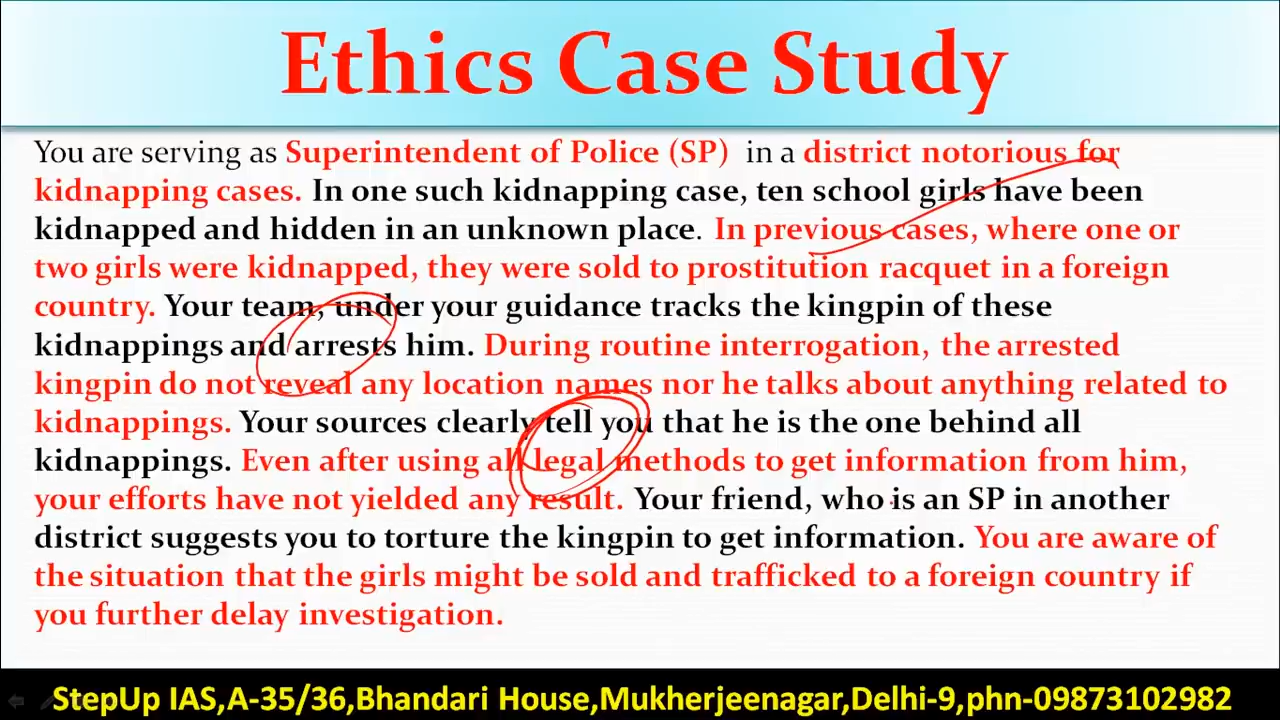 Ethics Case Study
You are serving as Superintendent of Police (SP) in a district notorious for
kidnapping cases. In one such kidnapping case, ten school girls have been
kidnapped and hidden in an unknown place. In previous cases, where one or
two girls were kidnapped, they were sold to prostitution racquet in a foreign
country. Your team, under your guidance tracks the kingpin of these
kidnappings and arrests him. During routine interrogation, the arrested
kingpin do not reveal any location names nor he talks about anything related to
kidnappings. Your sources clearly tell you that he is the one behind all
kidnappings. Even after using all legal methods to get information from him,
your efforts have not yielded any result. Your friend, who is an SP in another
district suggests you to torture the kingpin to get information. You are aware of
the situation that the girls might be sold and trafficked to a foreign country if
you further delay investigation.
StepUp IAS,A-35/36,Bhandari House,Mukherjeenagar,Delhi-9,phn-09873102982